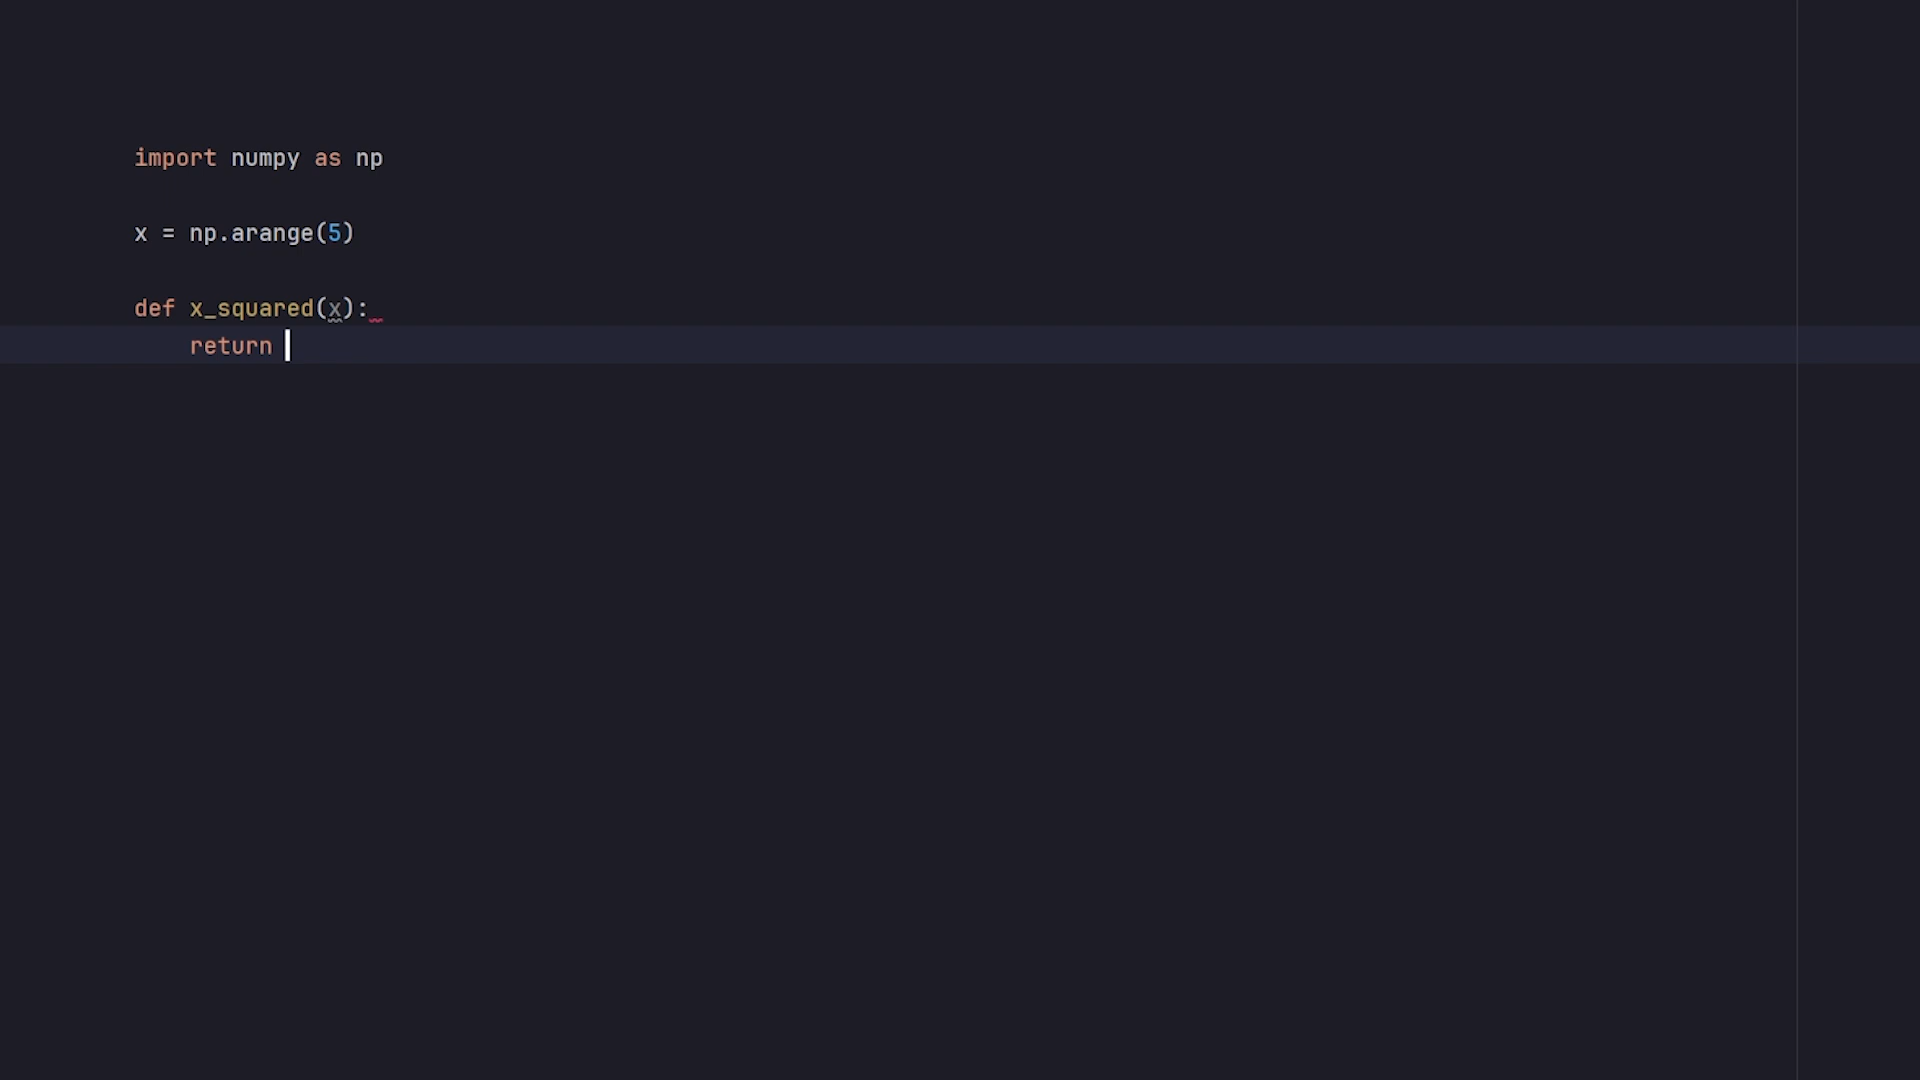 import numpy as np
x = np.arange(5)
def x_squared(x):
    return